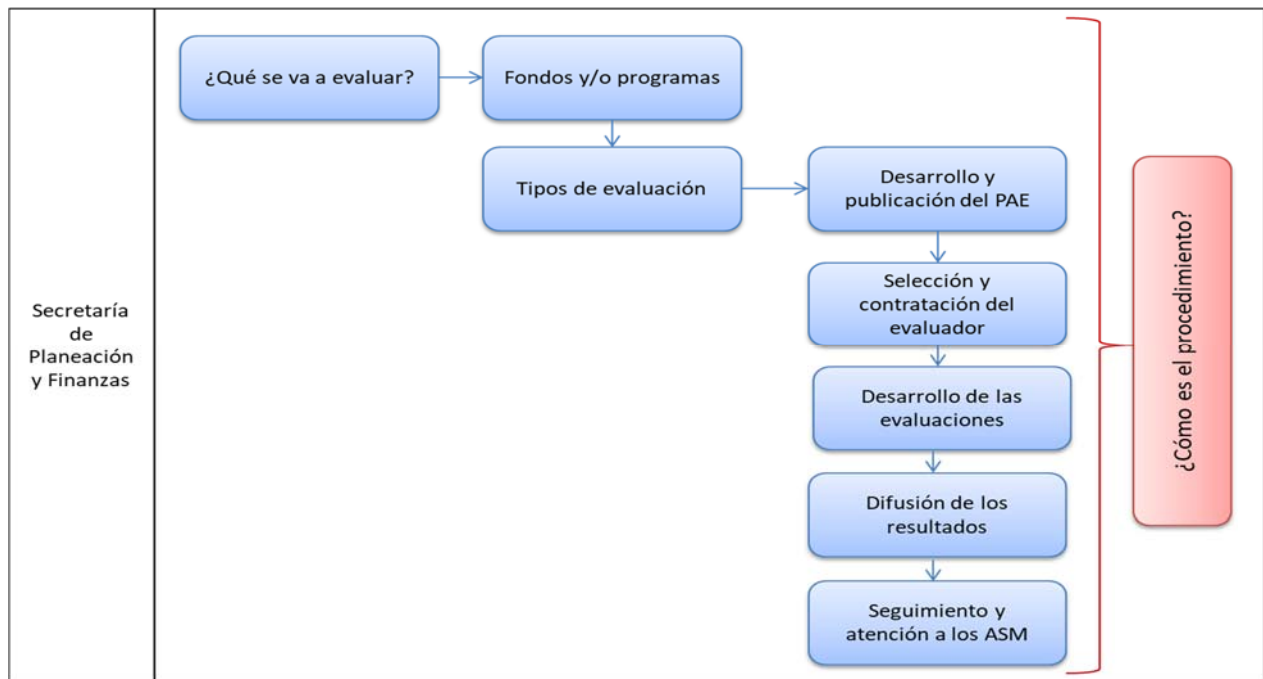 Secretaría
de
Planeación
y Finanzas
¿Qué se va a evaluar?
Fondos y/o programas
Tipos de evaluación
Desarrollo y
publicación del PAE
Selección y
contratación del
evaluador
Desarrollo de las
evaluaciones
Difusión de los
resultados
Seguimiento y
atención a los ASM
¿Cómo es el procedimiento?